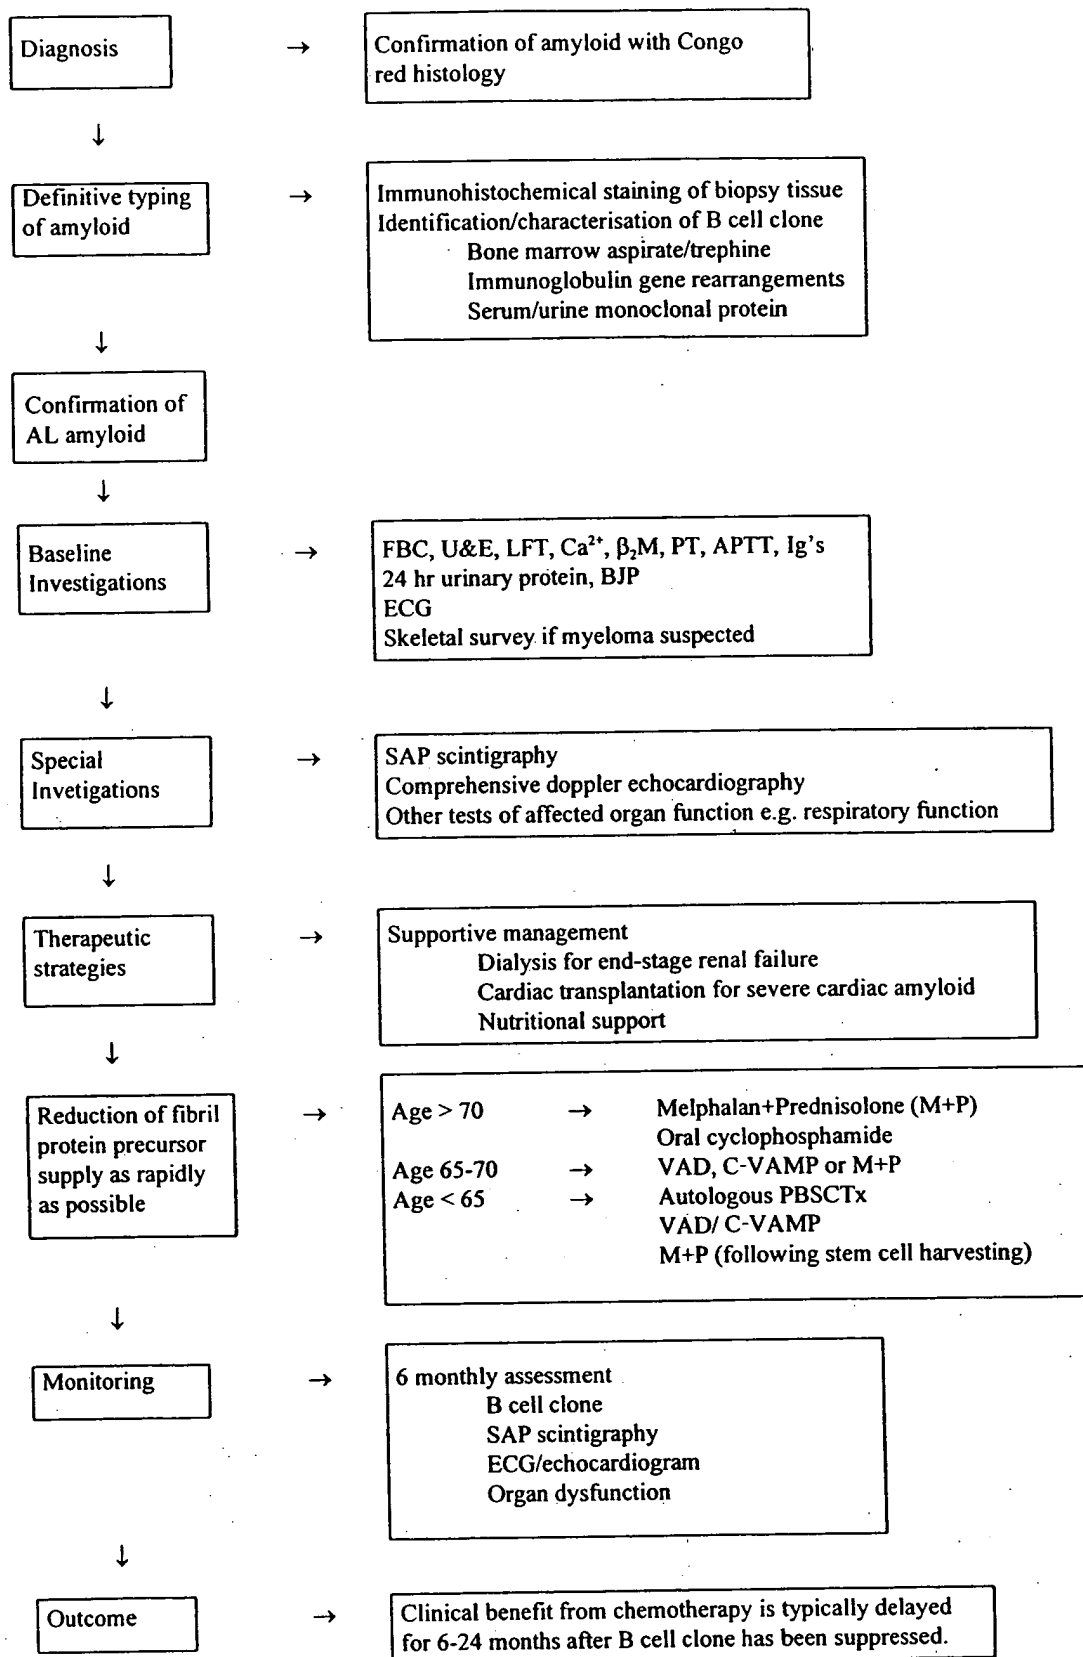 Diagnosis → Confirmation of amyloid with Congo
red histology
↓
Definitive typing → Immunohistochemical staining of biopsy tissue
of amyloid Identification/characterisation of B cell clone
Bone marrow aspirate/trephine
Immunoglobulin gene rearrangements
Serum/urine monoclonal protein
↓
Confirmation of
AL amyloid
↓
Baseline → FBC, U&E, LFT, Ca²⁺, β₂M, PT, APTT, Ig's
Investigations 24 hr urinary protein, BJP
ECG
Skeletal survey if myeloma suspected
↓
Special → SAP scintigraphy
Invetigations Comprehensive doppler echocardiography
Other tests of affected organ function e.g. respiratory function
↓
Therapeutic → Supportive management
strategies Dialysis for end-stage renal failure
Cardiac transplantation for severe cardiac amyloid
Nutritional support
↓
Reduction of fibril → Age > 70 → Melphalan+Prednisolone (M+P)
protein precursor Oral cyclophosphamide
supply as rapidly Age 65-70 → VAD, C-VAMP or M+P
as possible Age < 65 → Autologous PBSCTx
VAD/ C-VAMP
M+P (following stem cell harvesting)
↓
Monitoring → 6 monthly assessment
B cell clone
SAP scintigraphy
ECG/echocardiogram
Organ dysfunction
↓
Outcome → Clinical benefit from chemotherapy is typically delayed
for 6-24 months after B cell clone has been suppressed.